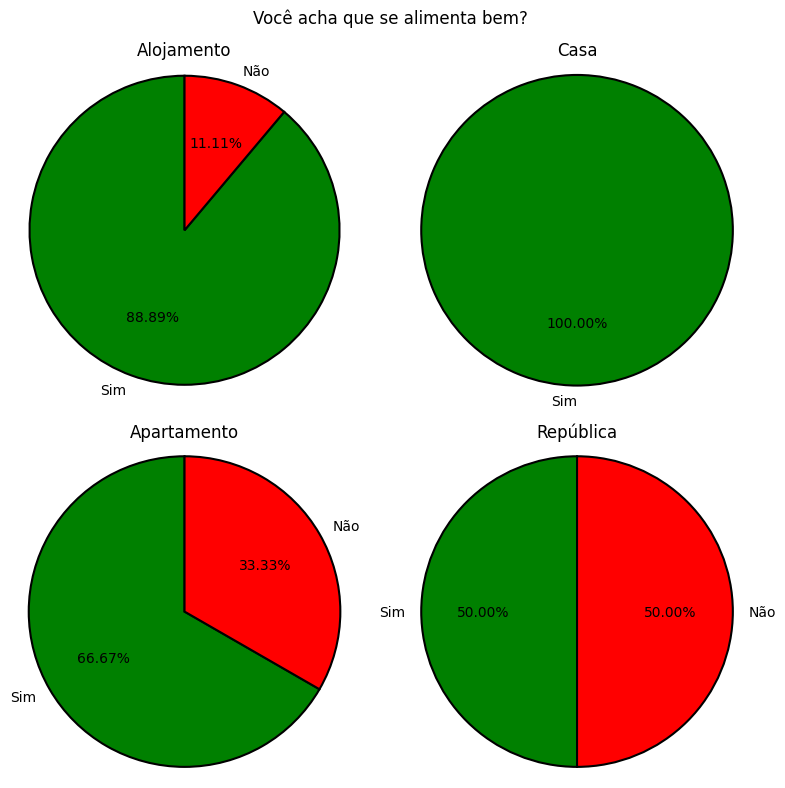 Você acha que se alimenta bem?
Alojamento
Não
11.11%
88.89%
Sim
Casa
100.00%
Sim
Apartamento
Não
33.33%
66.67%
Sim
República
Sim
50.00%
50.00%
Não